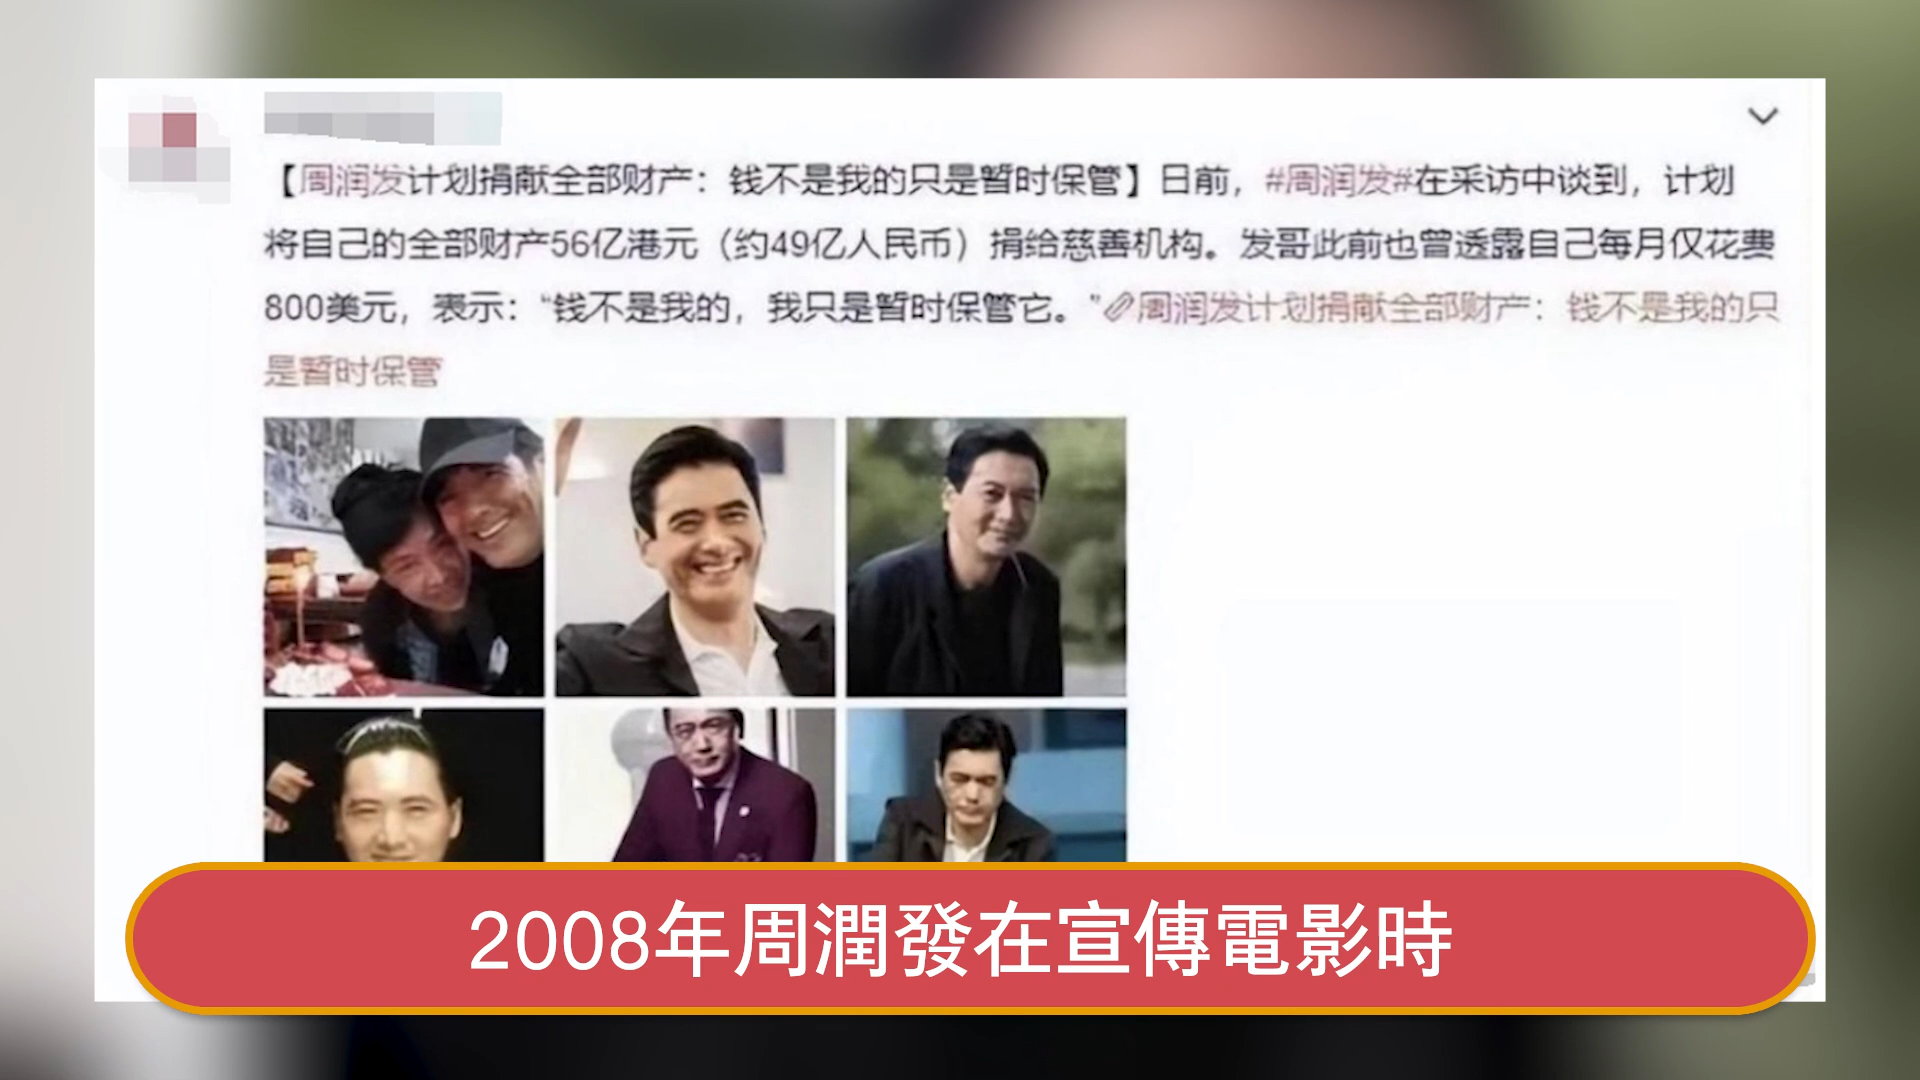 【周润发计划捐献全部财产：钱不是我的只是暂时保管】日前，#周润发#在采访中谈到，计划
将自己的全部财产56亿港元（约49亿人民币）捐给慈善机构。发哥此前也曾透露自己每月仅花费
800美元，表示：“钱不是我的，我只是暂时保管它。”周润发计划捐献全部财产：钱不是我的只
是暂时保管
2008年周潤發在宣傳電影時